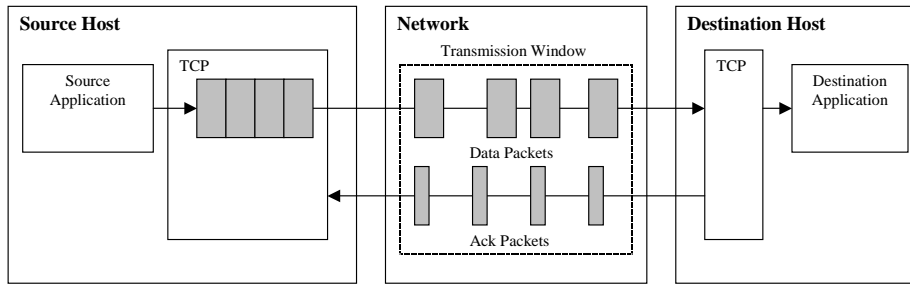 Source Host
Network
Destination Host
Transmission Window
TCP
TCP
Source
Application
Destination
Application
Data Packets
Ack Packets